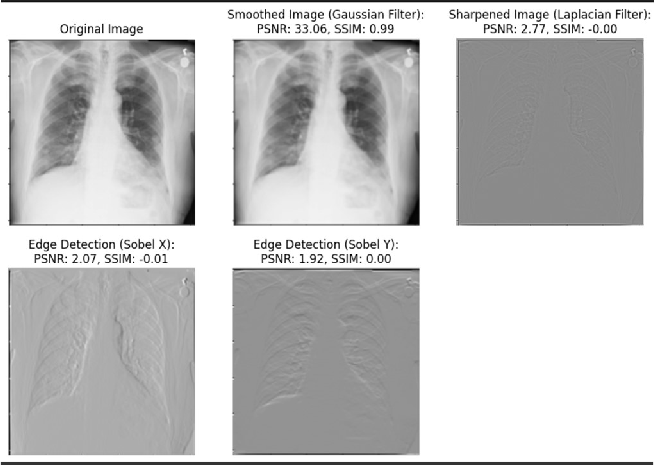 Original Image
Smoothed Image (Gaussian Filter):
PSNR: 33.06, SSIM: 0.99
Sharpened Image (Laplacian Filter):
PSNR: 2.77, SSIM: -0.00
Edge Detection (Sobel X):
PSNR: 2.07, SSIM: -0.01
Edge Detection (Sobel Y):
PSNR: 1.92, SSIM: 0.00